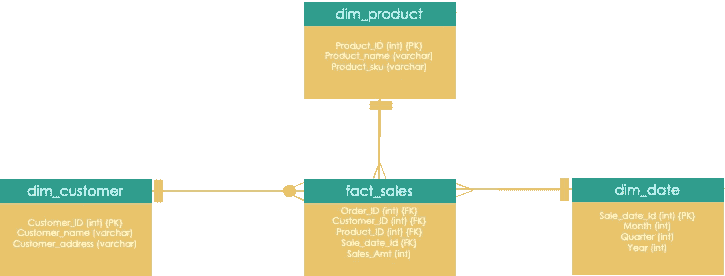 dim_product
Product_ID (int) {PK}
Product_name (varchar)
Product_sku (varchar)
dim_customer
Customer_ID (int) {PK}
Customer_name (varchar)
Customer_address (varchar)
fact_sales
Order_ID (int) {FK}
Customer_ID (int) {FK}
Product_ID (int) {FK}
Sale_date_id {FK}
Sales_Amt (int)
dim_date
Sale_date_id (int) {PK}
Month (int)
Quarter (int)
Year (int)